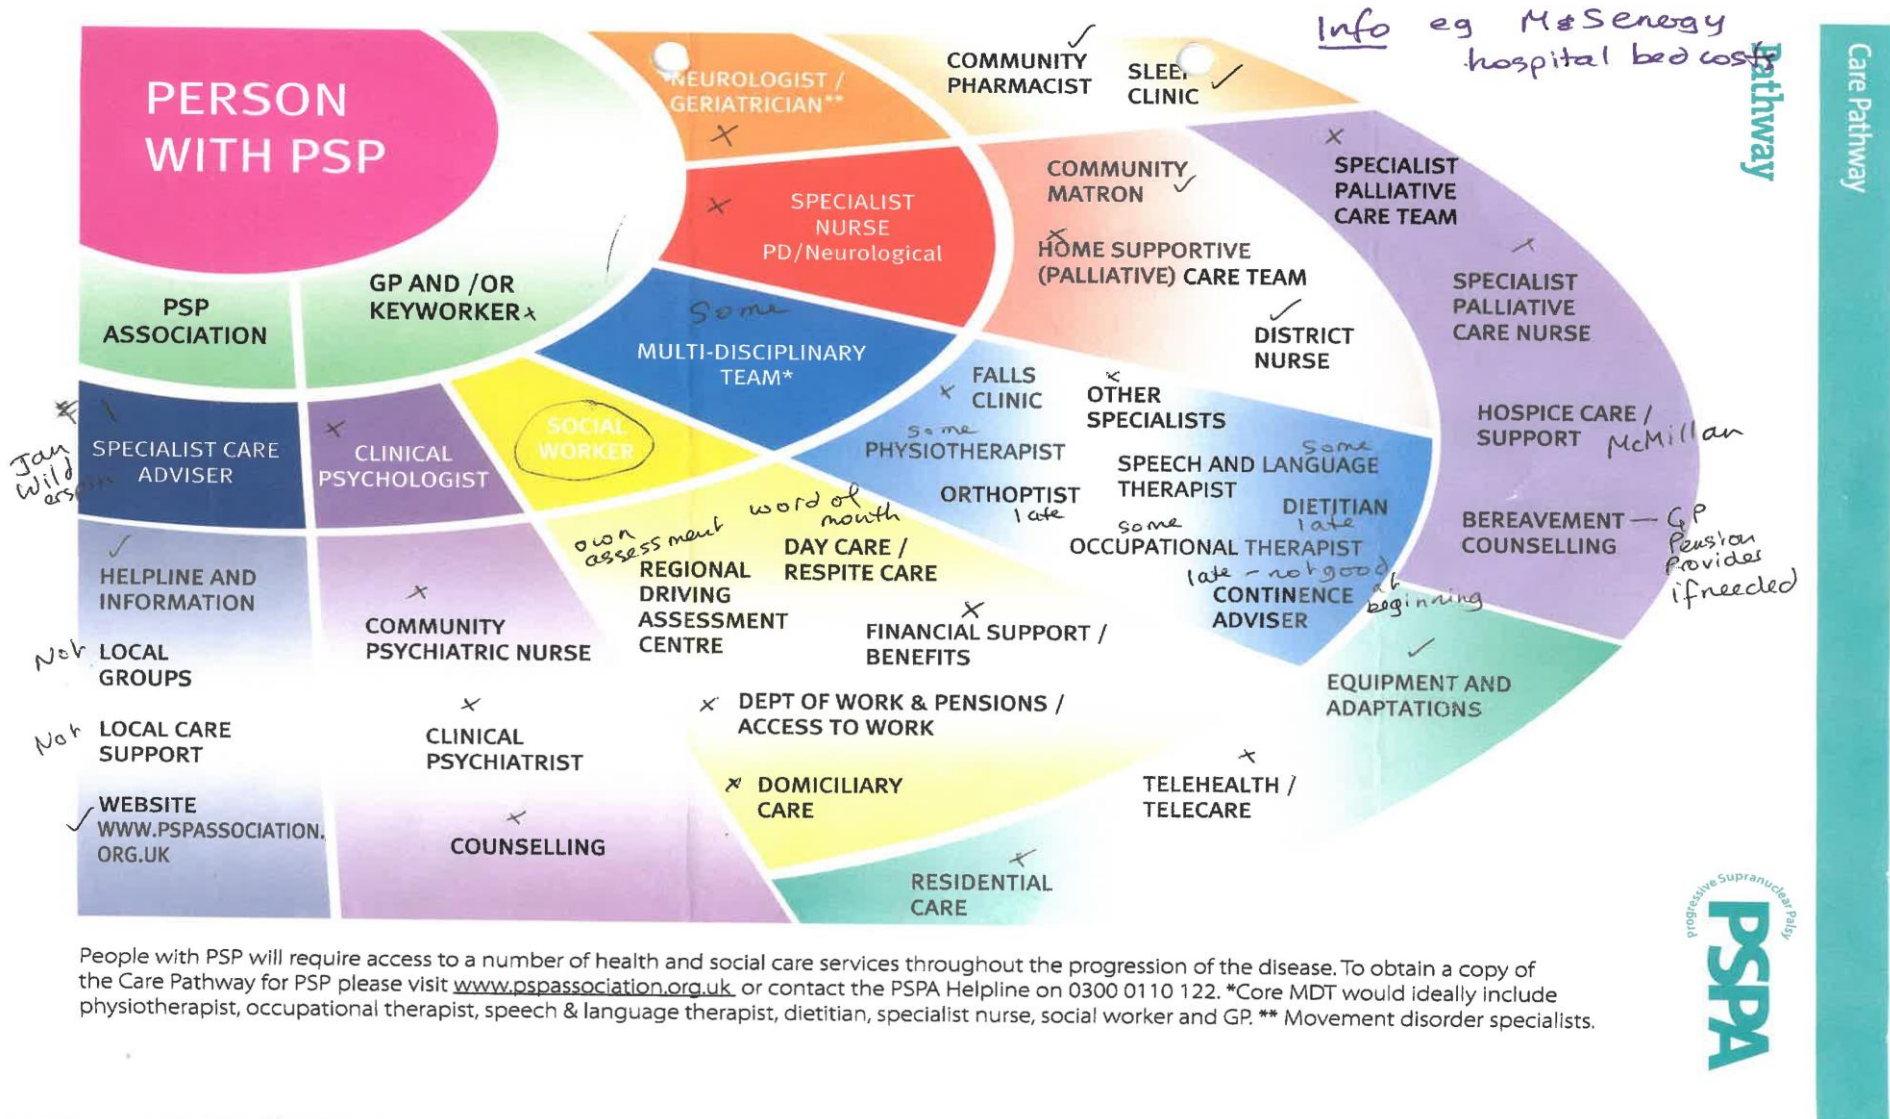 Info eg M&Senergy
hospital bed costs
Pathway
Care Pathway
PERSON
WITH PSP
NEUROLOGIST /
GERIATRICIAN**
×
COMMUNITY ✓
PHARMACIST
SLEEP
CLINIC ✓
×
SPECIALIST
NURSE
PD/Neurological
COMMUNITY
MATRON ✓
×
HOME SUPPORTIVE
(PALLIATIVE) CARE TEAM
✓
DISTRICT
NURSE
×
SPECIALIST
PALLIATIVE
CARE TEAM
×
SPECIALIST
PALLIATIVE
CARE NURSE
HOSPICE CARE /
SUPPORT McMillan
BEREAVEMENT — GP
COUNSELLING Pension
Provider
if needed
PSP
ASSOCIATION
GP AND /OR
KEYWORKER ×
Some
MULTI-DISCIPLINARY
TEAM*
Jan
Wild
erspin
SPECIALIST CARE
ADVISER
×
CLINICAL
PSYCHOLOGIST
SOCIAL
WORKER
×
FALLS
CLINIC
×
OTHER
SPECIALISTS
some
PHYSIOTHERAPIST
some
SPEECH AND LANGUAGE
THERAPIST
ORTHOPTIST
late
DIETITIAN
late
some
OCCUPATIONAL THERAPIST
late - not good
at
beginning
CONTINENCE
ADVISER
✓
HELPLINE AND
INFORMATION
Not LOCAL
GROUPS
Not LOCAL CARE
SUPPORT
✓ WEBSITE
WWW.PSPASSOCIATION.
ORG.UK
×
COMMUNITY
PSYCHIATRIC NURSE
×
CLINICAL
PSYCHIATRIST
×
COUNSELLING
own
assessment
REGIONAL
DRIVING
ASSESSMENT
CENTRE
word of
month
DAY CARE /
RESPITE CARE
×
FINANCIAL SUPPORT /
BENEFITS
× DEPT OF WORK & PENSIONS /
ACCESS TO WORK
× DOMICILIARY
CARE
✓
EQUIPMENT AND
ADAPTATIONS
×
TELEHEALTH /
TELECARE
×
RESIDENTIAL
CARE
Progressive Supranuclear Palsy
PSPA
People with PSP will require access to a number of health and social care services throughout the progression of the disease. To obtain a copy of
the Care Pathway for PSP please visit www.pspassociation.org.uk or contact the PSPA Helpline on 0300 0110 122. *Core MDT would ideally include
physiotherapist, occupational therapist, speech & language therapist, dietitian, specialist nurse, social worker and GP. ** Movement disorder specialists.